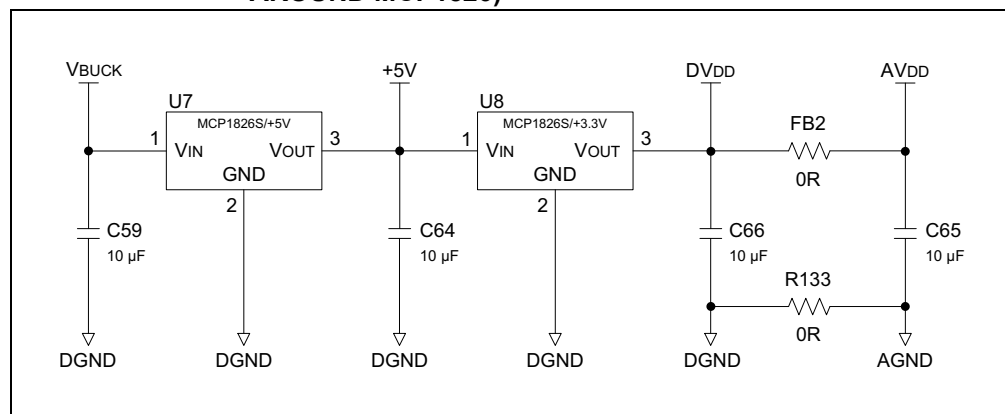 AROUND MCP1826)
VBUCK
+5V
DVDD
AVDD
U7
U8
FB2
MCP1826S/+5V
MCP1826S/+3.3V
1
3
1
3
VIN
VOUT
VIN
VOUT
GND
GND
0R
2
2
C59
C64
C66
C65
10 µF
10 µF
10 µF
10 µF
R133
0R
DGND
DGND
DGND
DGND
DGND
AGND